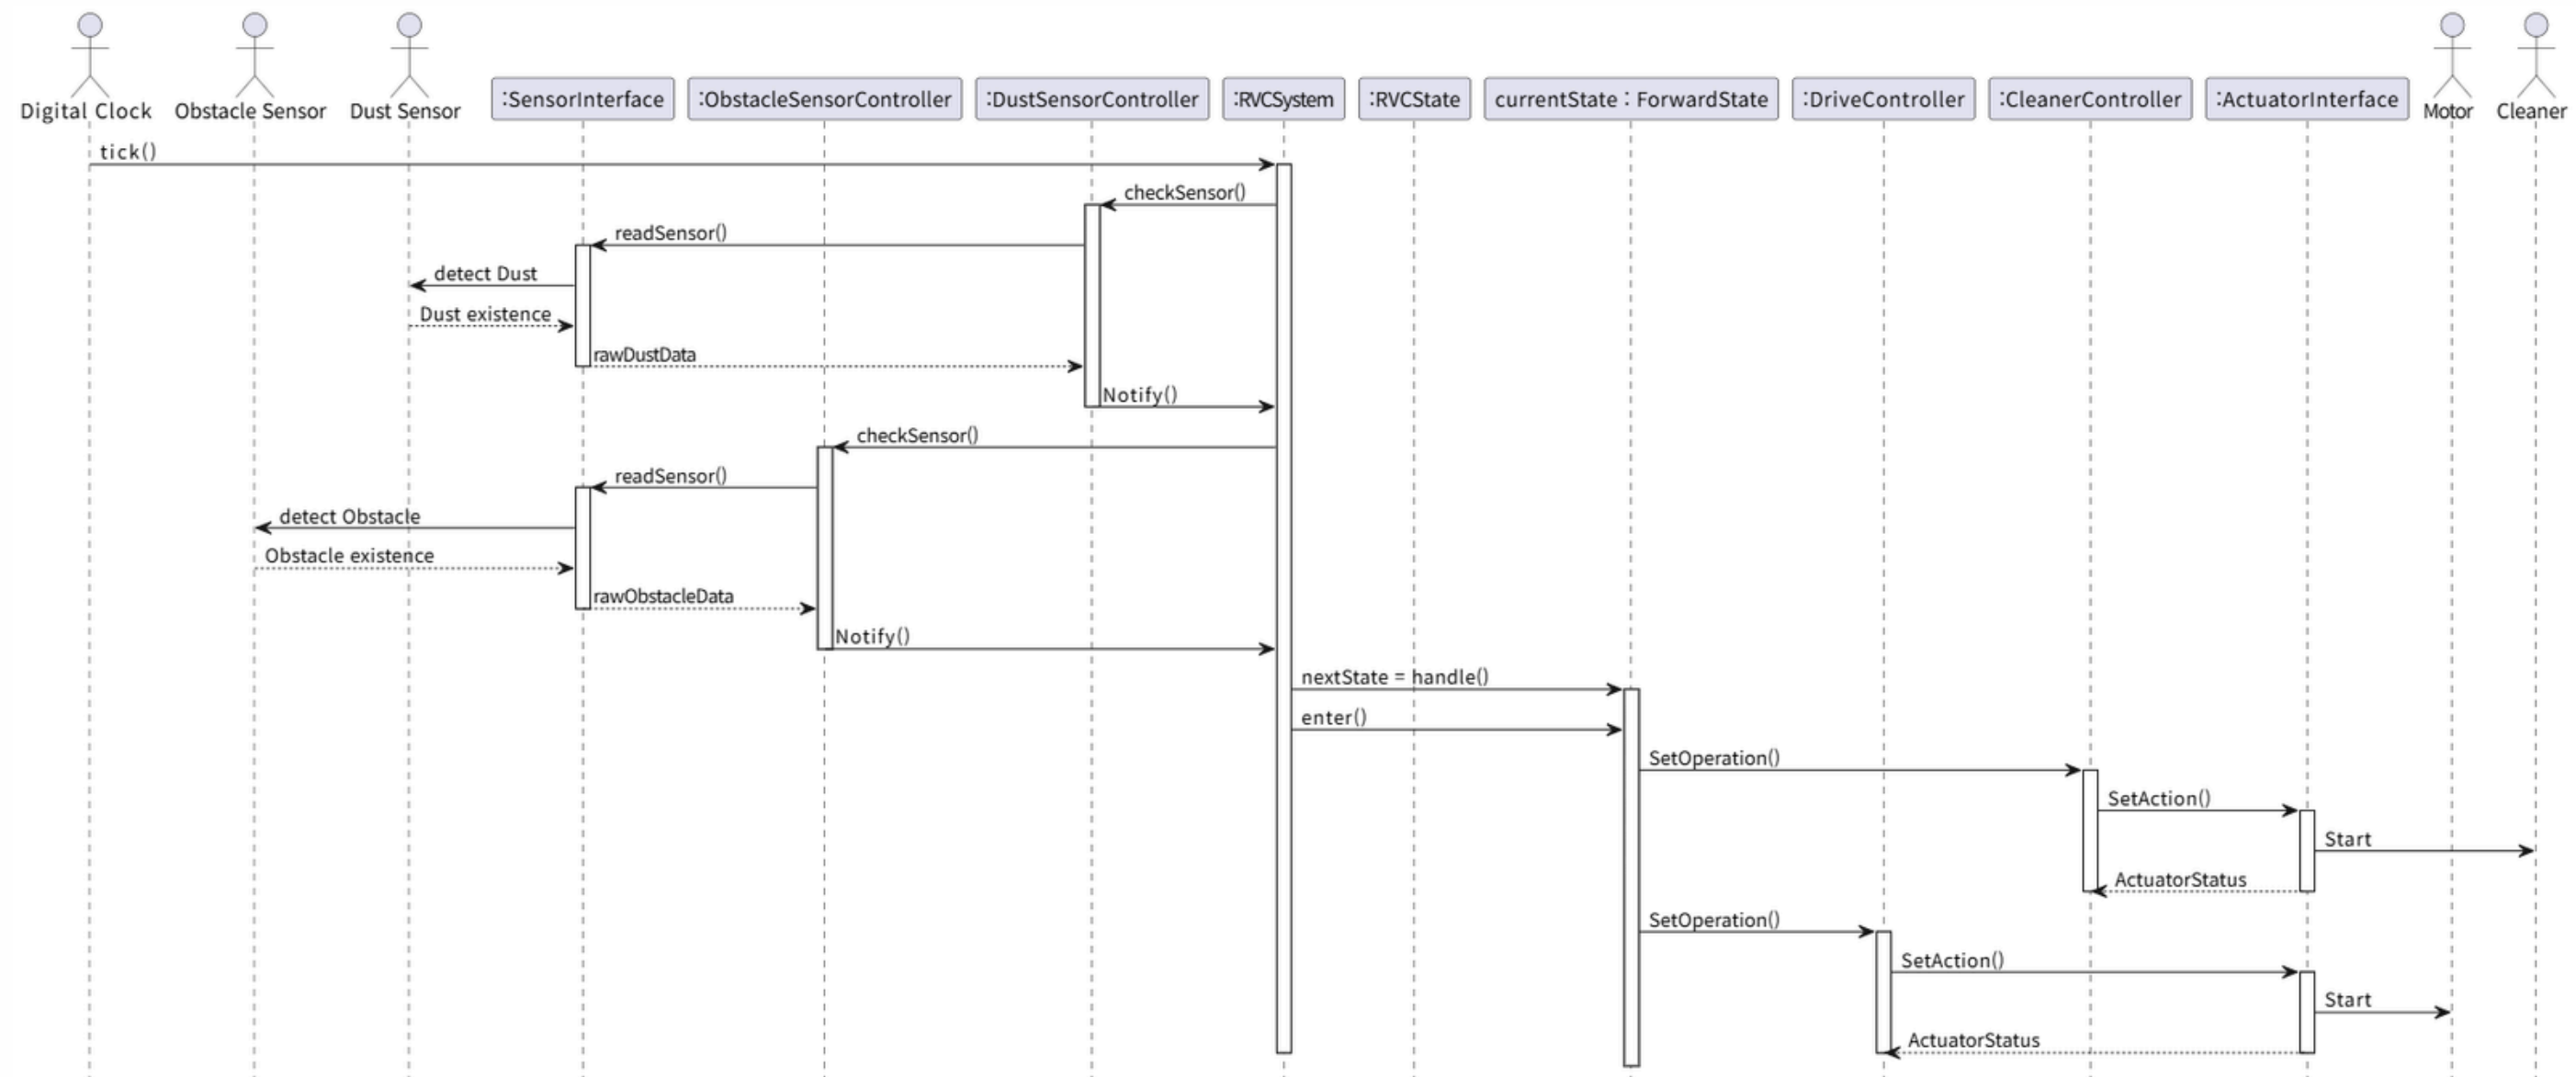 Digital Clock
Obstacle Sensor
Dust Sensor
:SensorInterface
:ObstacleSensorController
:DustSensorController
:RVCSystem
:RVCState
currentState : ForwardState
:DriveController
:CleanerController
:ActuatorInterface
Motor
Cleaner
tick()
checkSensor()
readSensor()
detect Dust
Dust existence
rawDustData
Notify()
checkSensor()
readSensor()
detect Obstacle
Obstacle existence
rawObstacleData
Notify()
nextState = handle()
enter()
SetOperation()
SetAction()
Start
ActuatorStatus
SetOperation()
SetAction()
Start
ActuatorStatus